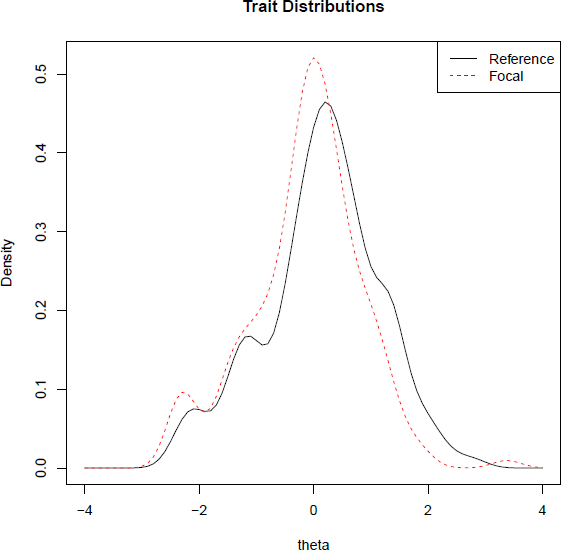 Trait Distributions
Reference
Focal
Density
0.5
0.4
0.3
0.2
0.1
0.0
−4
−2
0
2
4
theta